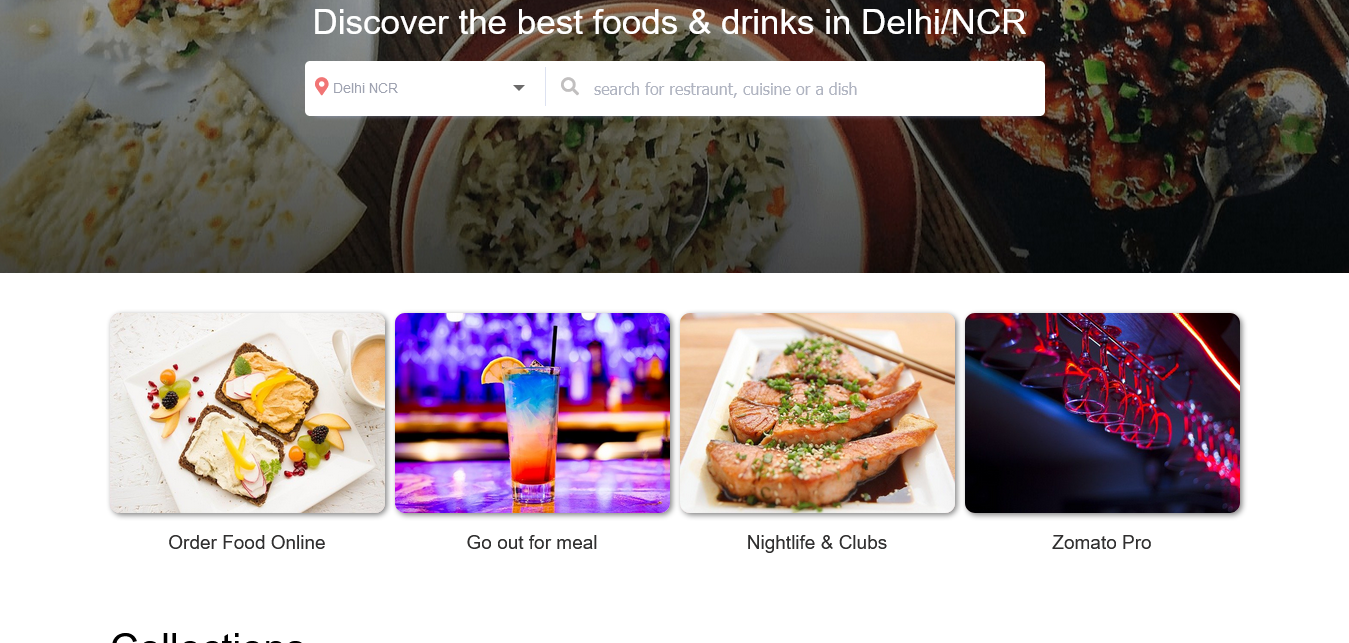 Discover the best foods & drinks in Delhi/NCR
Delhi NCR
search for restraunt, cuisine or a dish
Order Food Online
Go out for meal
Nightlife & Clubs
Zomato Pro
Collections